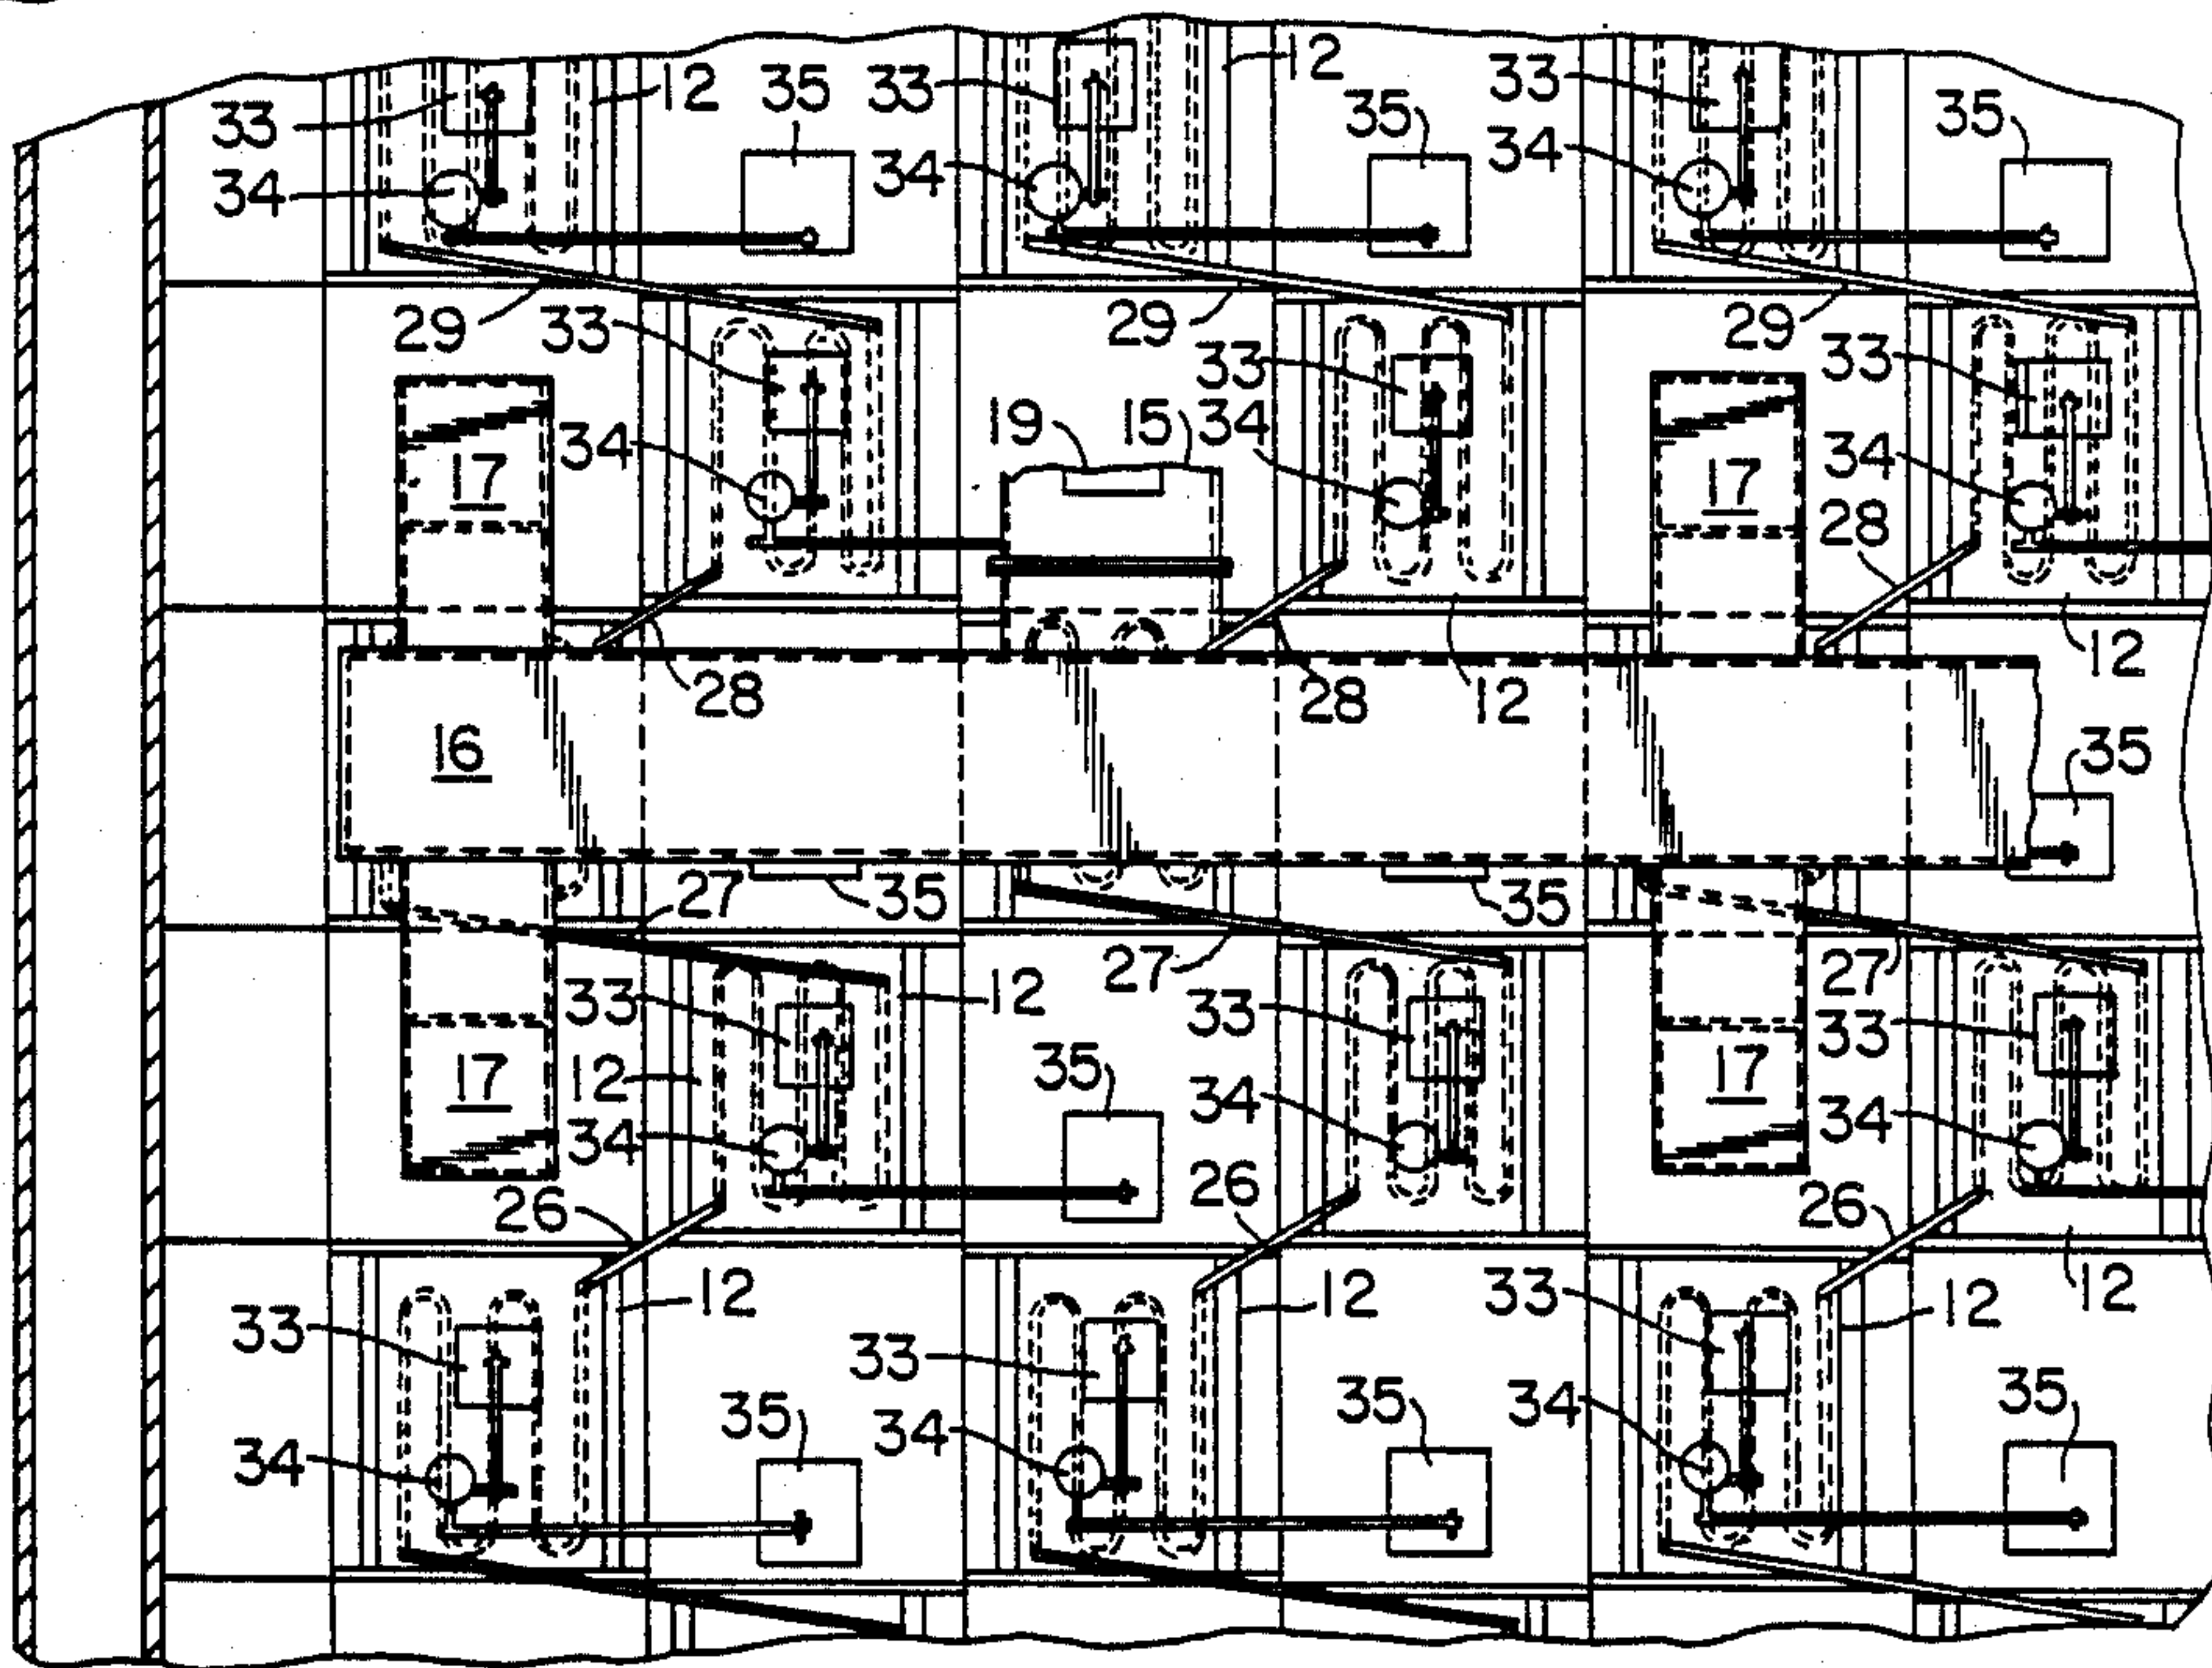 33 12 35 33 12 33 35
34 34 35 34
29 33 29 29 33
33
17 34 19 15 34 17 34
28
28 28 12 12
16 35
27 35 35
33 12 27 33 27 33
17 12 35 17
34 34 34
26 26 26
12 12 33 12 12
33 33
34 35 34 35 34 35